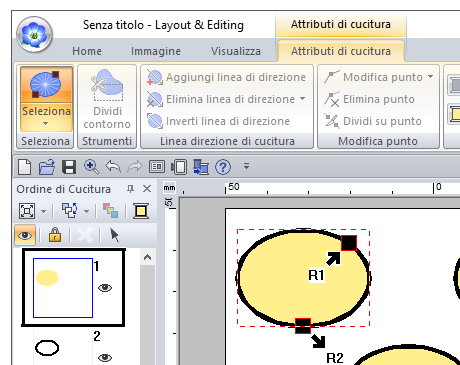 Senza titolo - Layout & Editing
Attributi di cucitura
Home Immagine Visualizza Attributi di cucitura
Seleziona
Dividi contorno
Aggiungi linea di direzione
Elimina linea di direzione
Inverti linea di direzione
Modifica punto
Elimina punto
Dividi su punto
Seleziona Strumenti Linea direzione di cucitura Modifica punto
Ordine di Cucitura
mm 50 0
50
1
2
R1
R2